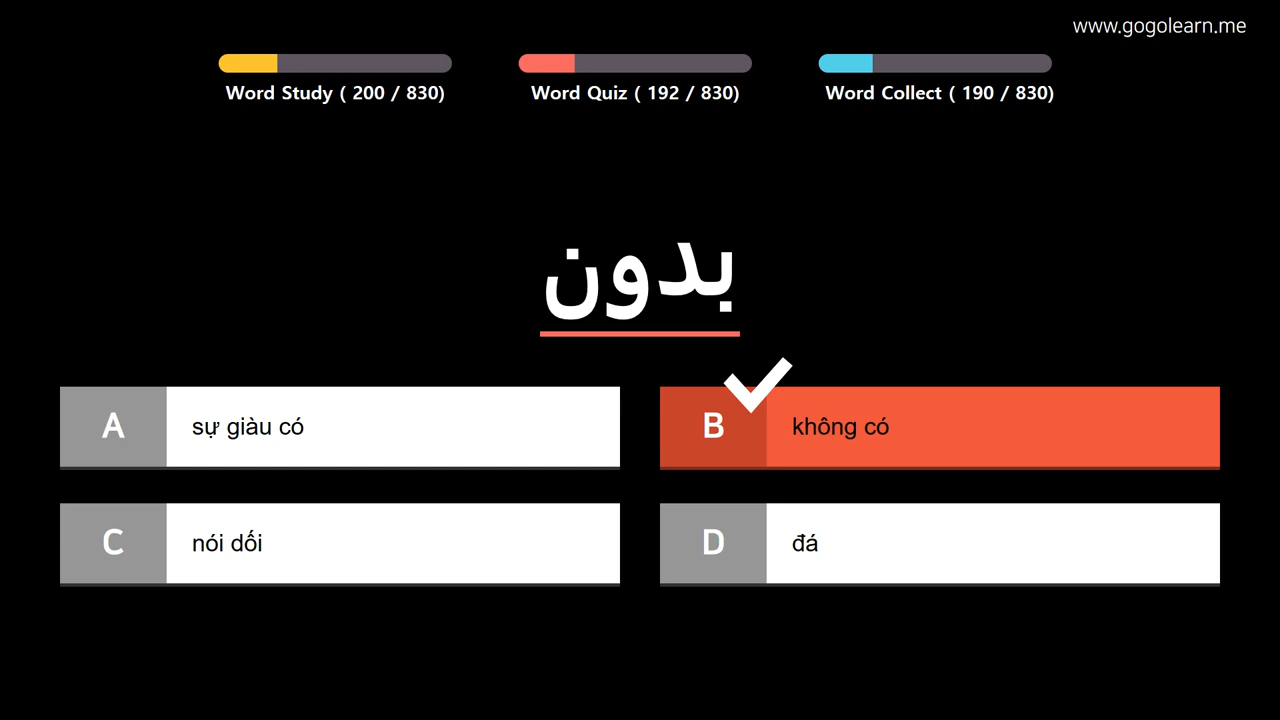 www.gogolearn.me
Word Study ( 200 / 830)
Word Quiz ( 192 / 830)
Word Collect ( 190 / 830)
بدون
A
sự giàu có
B
không có
C
nói dối
D
đá